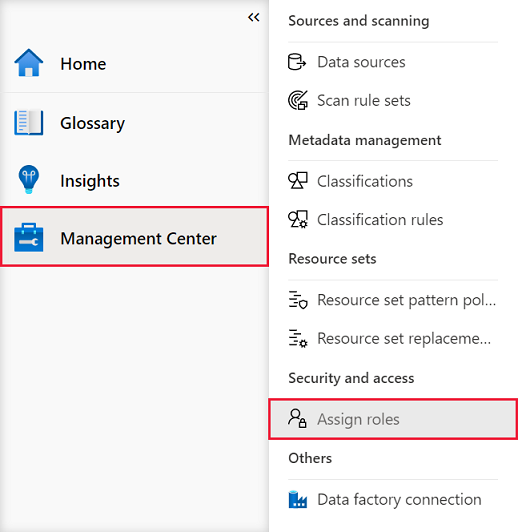 Home
Glossary
Insights
Management Center
Sources and scanning
Data sources
Scan rule sets
Metadata management
Classifications
Classification rules
Resource sets
Resource set pattern pol...
Resource set replaceme...
Security and access
Assign roles
Others
Data factory connection